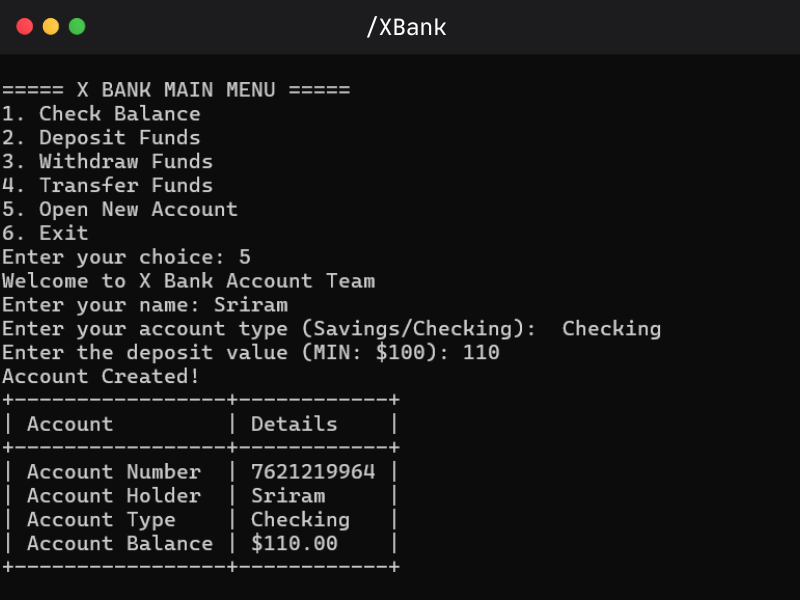 /XBank
===== X BANK MAIN MENU =====
1. Check Balance
2. Deposit Funds
3. Withdraw Funds
4. Transfer Funds
5. Open New Account
6. Exit
Enter your choice: 5
Welcome to X Bank Account Team
Enter your name: Sriram
Enter your account type (Savings/Checking):  Checking
Enter the deposit value (MIN: $100): 110
Account Created!
+-----------------+------------+
| Account         | Details    |
+-----------------+------------+
| Account Number  | 7621219964 |
| Account Holder  | Sriram     |
| Account Type    | Checking   |
| Account Balance | $110.00    |
+-----------------+------------+